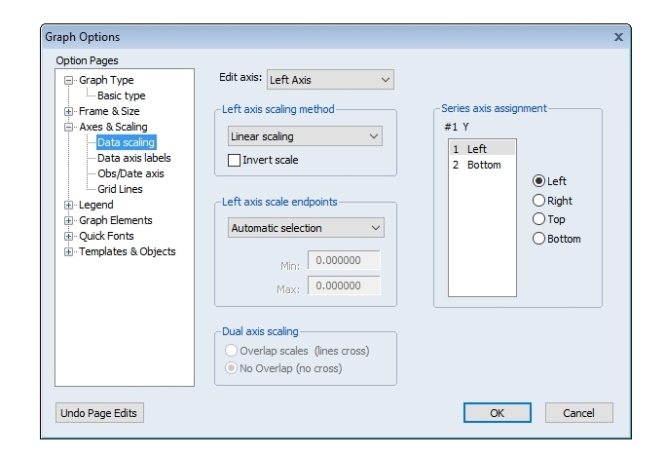 Graph Options
x
Option Pages
Graph Type
Basic type
Frame & Size
Axes & Scaling
Data scaling
Data axis labels
Obs/Date axis
Grid Lines
Legend
Graph Elements
Quick Fonts
Templates & Objects
Edit axis: Left Axis
Left axis scaling method
Linear scaling
Invert scale
Left axis scale endpoints
Automatic selection
Min: 0.000000
Max: 0.000000
Dual axis scaling
Overlap scales (lines cross)
No Overlap (no cross)
Series axis assignment
#1 Y
1 Left
2 Bottom
Left
Right
Top
Bottom
Undo Page Edits
OK
Cancel